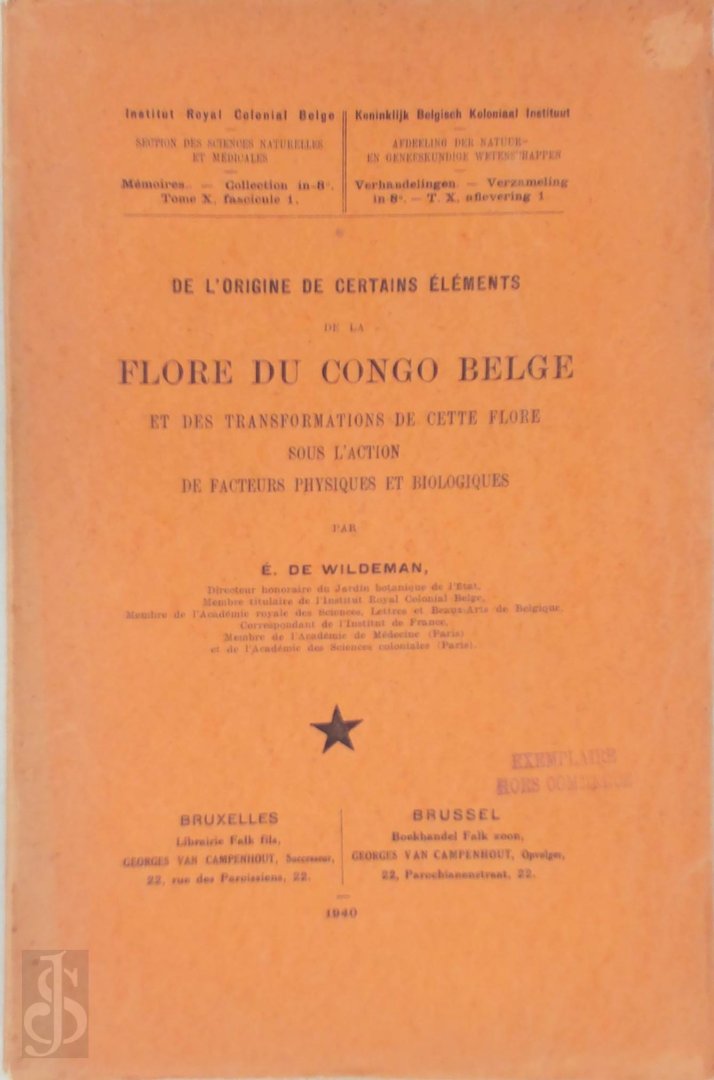 Institut Royal Colonial Belge
SECTION DES SCIENCES NATURELLES
ET MÉDICALES
Mémoires. — Collection in-8°.
Tome X, fascicule 1.
Koninklijk Belgisch Koloniaal Instituut
AFDEELING DER NATUUR-
EN GENEESKUNDIGE WETENSCHAPPEN
Verhandelingen. — Verzameling
in-8°. — T. X, aflevering 1
DE L'ORIGINE DE CERTAINS ÉLÉMENTS
DE LA
FLORE DU CONGO BELGE
ET DES TRANSFORMATIONS DE CETTE FLORE
SOUS L'ACTION
DE FACTEURS PHYSIQUES ET BIOLOGIQUES
PAR
É. DE WILDEMAN,
Directeur honoraire du Jardin botanique de l'État,
Membre titulaire de l'Institut Royal Colonial Belge,
Membre de l'Académie royale des Sciences, Lettres et Beaux-Arts de Belgique,
Correspondant de l'Institut de France,
Membre de l'Académie de Médecine (Paris)
et de l'Académie des Sciences coloniales (Paris).
EXEMPLAIRE
HORS COMMERCE
BRUXELLES
Librairie Falk fils,
GEORGES VAN CAMPENHOUT, Successeur,
22, rue des Paroissiens, 22.
BRUSSEL
Boekhandel Falk zoon,
GEORGES VAN CAMPENHOUT, Opvolger,
22, Parochianenstraat, 22.
1940